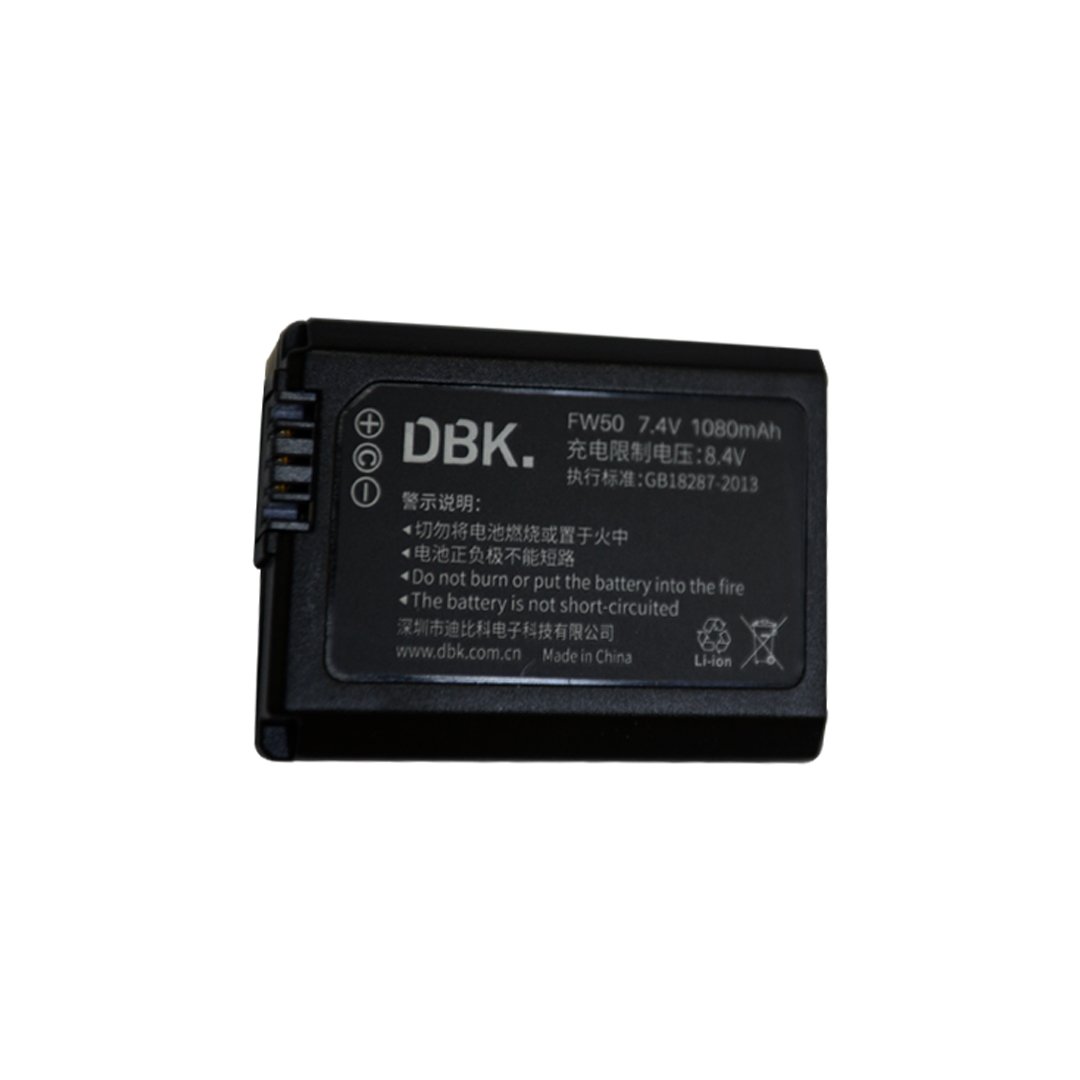 DBK.
FW50 7.4V 1080mAh
充电限制电压:8.4V
执行标准:GB18287-2013
警示说明:
切勿将电池燃烧或置于火中
电池正负极不能短路
Do not burn or put the battery into the fire
The battery is not short-circuited
深圳市迪比科电子科技有限公司
www.dbk.com.cn Made in China
Li-ion
+
C
-